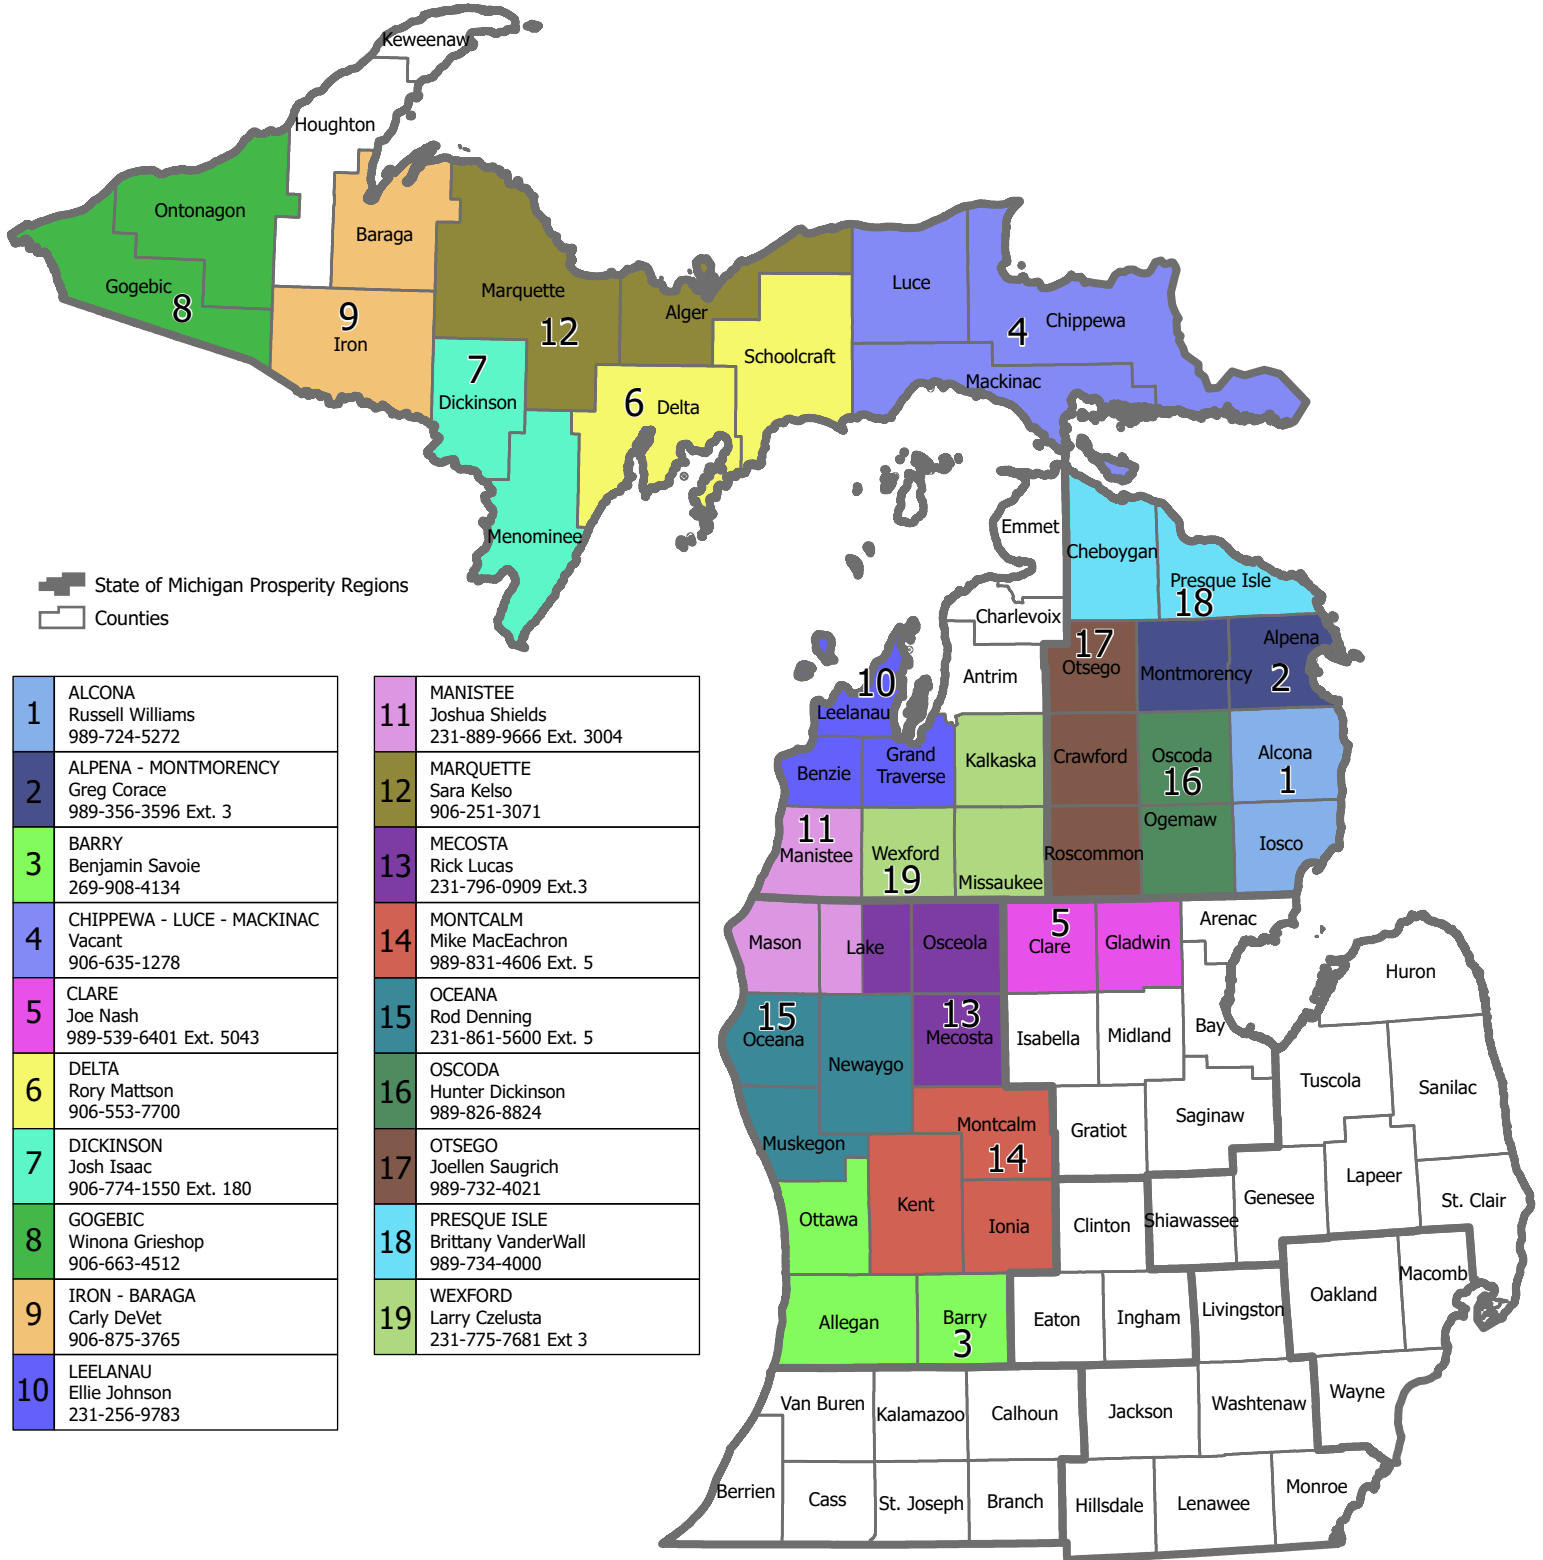 Keweenaw
Houghton
Ontonagon
Baraga
Gogebic
8
9
Iron
Marquette
12
Alger
Luce
4
Chippewa
Schoolcraft
Mackinac
7
Dickinson
6
Delta
Menominee
Emmet
Cheboygan
Presque Isle
18
Charlevoix
State of Michigan Prosperity Regions
Counties
17
Otsego
Alpena
2
Montmorency
Antrim
10
Leelanau
Benzie
Grand
Traverse
Kalkaska
Crawford
Oscoda
16
Alcona
1
11
Manistee
Wexford
19
Missaukee
Roscommon
Ogemaw
Iosco
Mason
Lake
Osceola
5
Clare
Gladwin
Arenac
Huron
15
Oceana
Newaygo
13
Mecosta
Isabella
Midland
Bay
Tuscola
Sanilac
Muskegon
Montcalm
14
Gratiot
Saginaw
Ottawa
Kent
Ionia
Clinton
Shiawassee
Genesee
Lapeer
St. Clair
Allegan
Barry
3
Eaton
Ingham
Livingston
Oakland
Macomb
Van Buren
Kalamazoo
Calhoun
Jackson
Washtenaw
Wayne
Berrien
Cass
St. Joseph
Branch
Hillsdale
Lenawee
Monroe
1
ALCONA
Russell Williams
989-724-5272
2
ALPENA - MONTMORENCY
Greg Corace
989-356-3596 Ext. 3
3
BARRY
Benjamin Savoie
269-908-4134
4
CHIPPEWA - LUCE - MACKINAC
Vacant
906-635-1278
5
CLARE
Joe Nash
989-539-6401 Ext. 5043
6
DELTA
Rory Mattson
906-553-7700
7
DICKINSON
Josh Isaac
906-774-1550 Ext. 180
8
GOGEBIC
Winona Grieshop
906-663-4512
9
IRON - BARAGA
Carly DeVet
906-875-3765
10
LEELANAU
Ellie Johnson
231-256-9783
11
MANISTEE
Joshua Shields
231-889-9666 Ext. 3004
12
MARQUETTE
Sara Kelso
906-251-3071
13
MECOSTA
Rick Lucas
231-796-0909 Ext.3
14
MONTCALM
Mike MacEachron
989-831-4606 Ext. 5
15
OCEANA
Rod Denning
231-861-5600 Ext. 5
16
OSCODA
Hunter Dickinson
989-826-8824
17
OTSEGO
Joellen Saugrich
989-732-4021
18
PRESQUE ISLE
Brittany VanderWall
989-734-4000
19
WEXFORD
Larry Czelusta
231-775-7681 Ext 3